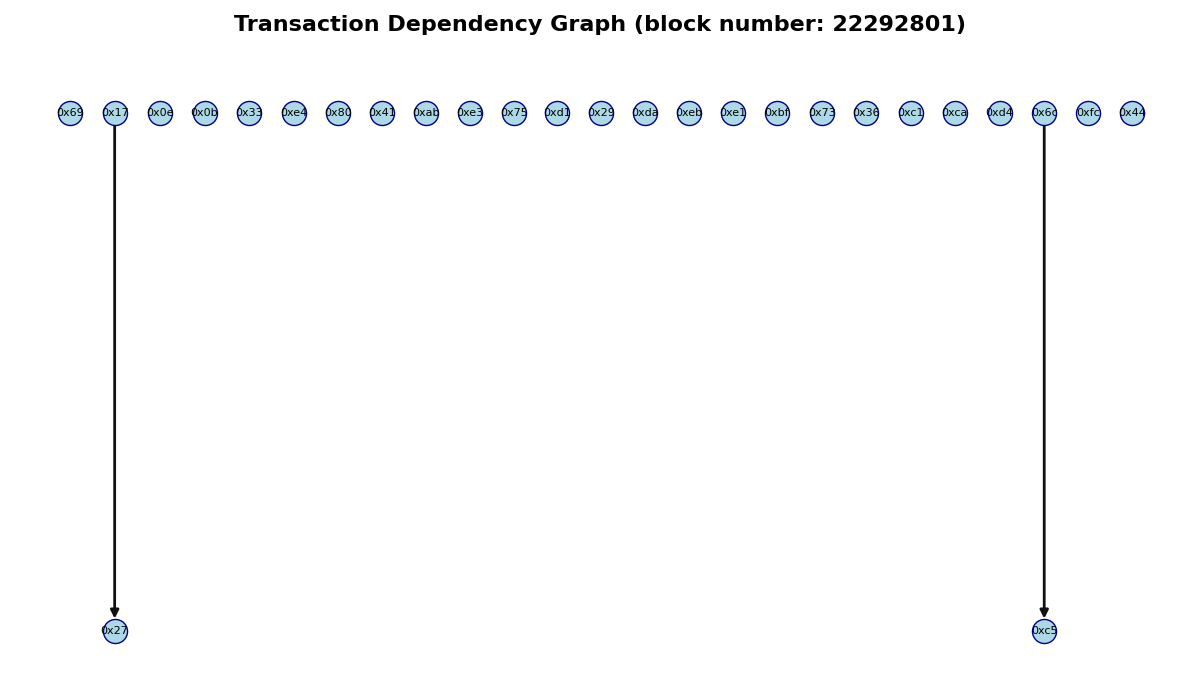 Transaction Dependency Graph (block number: 22292801)
0x69 0x17 0x0e 0x0b 0x33 0xe4 0x80 0x41 0xab 0xe3 0x75 0xd1 0x29 0xda 0xeb 0xe1 0xbf 0x73 0x36 0xc1 0xca 0xd4 0x6c 0xfc 0x44
0x27 0xc5